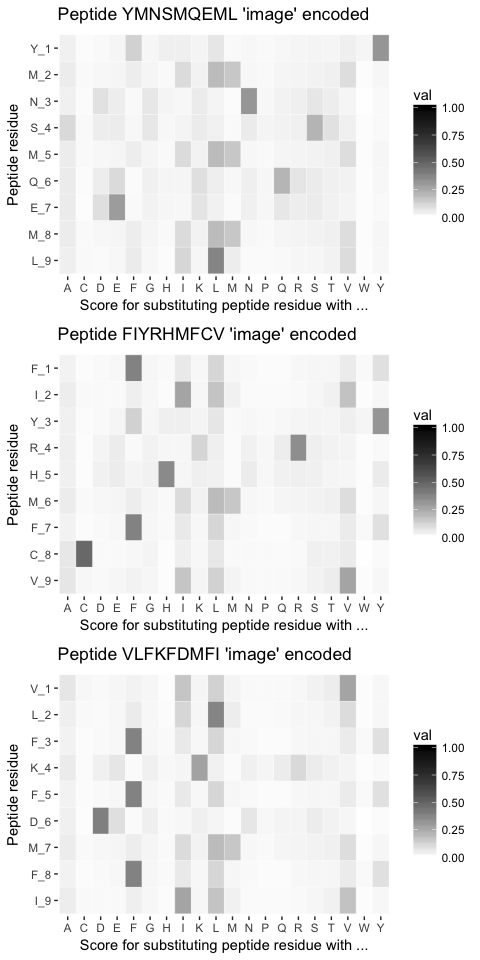 Peptide YMNSMQEML 'image' encoded
Peptide residue
Y_1
M_2
N_3
S_4
M_5
Q_6
E_7
M_8
L_9
A C D E F G H I K L M N P Q R S T V W Y
Score for substituting peptide residue with ...
val
1.00
0.75
0.50
0.25
0.00
Peptide FIYRHMFCV 'image' encoded
Peptide residue
F_1
I_2
Y_3
R_4
H_5
M_6
F_7
C_8
V_9
A C D E F G H I K L M N P Q R S T V W Y
Score for substituting peptide residue with ...
val
1.00
0.75
0.50
0.25
0.00
Peptide VLFKFDMFI 'image' encoded
Peptide residue
V_1
L_2
F_3
K_4
F_5
D_6
M_7
F_8
I_9
A C D E F G H I K L M N P Q R S T V W Y
Score for substituting peptide residue with ...
val
1.00
0.75
0.50
0.25
0.00